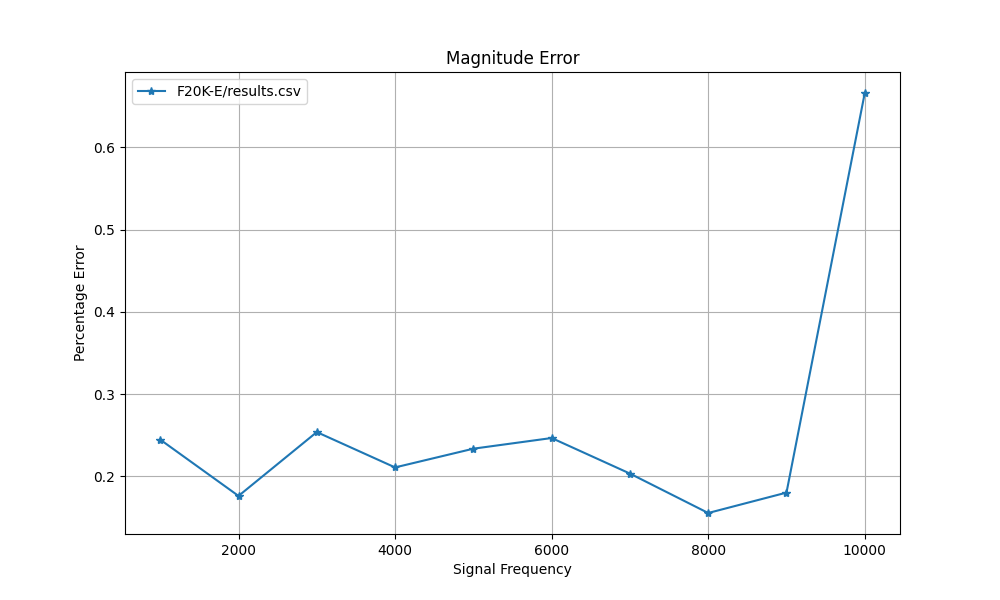 Magnitude Error
F20K-E/results.csv
Percentage Error
0.6
0.5
0.4
0.3
0.2
2000 4000 6000 8000 10000
Signal Frequency